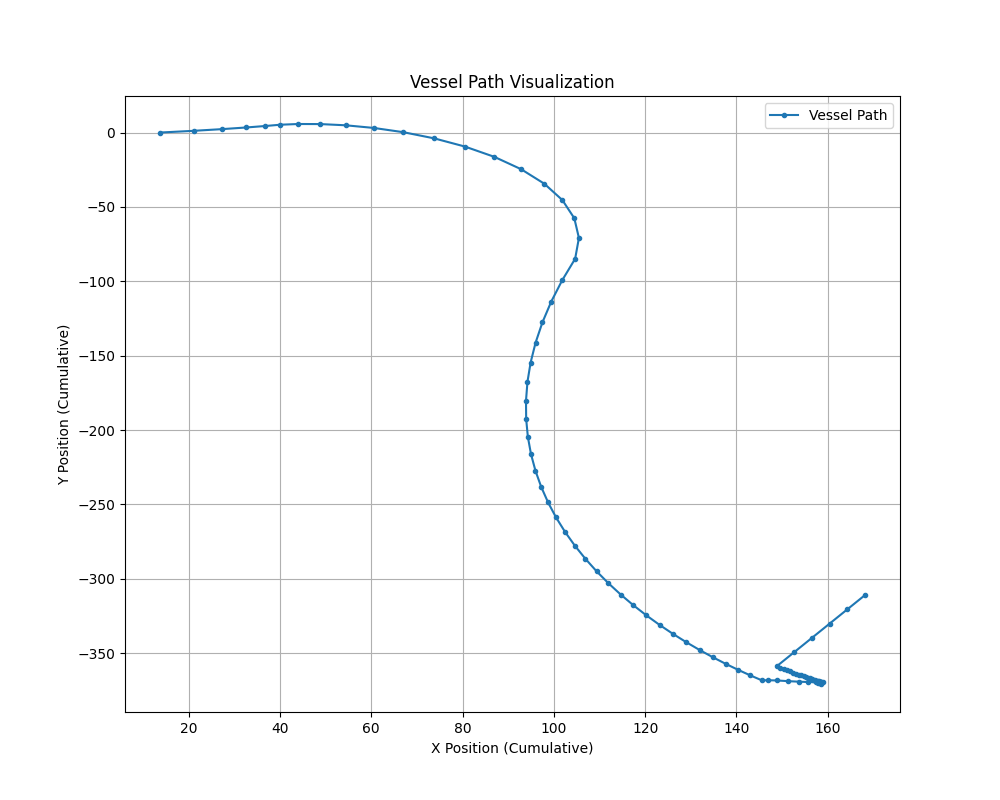 Vessel Path Visualization
Vessel Path
0
−50
−100
−150
−200
−250
−300
−350
Y Position (Cumulative)
20 40 60 80 100 120 140 160
X Position (Cumulative)